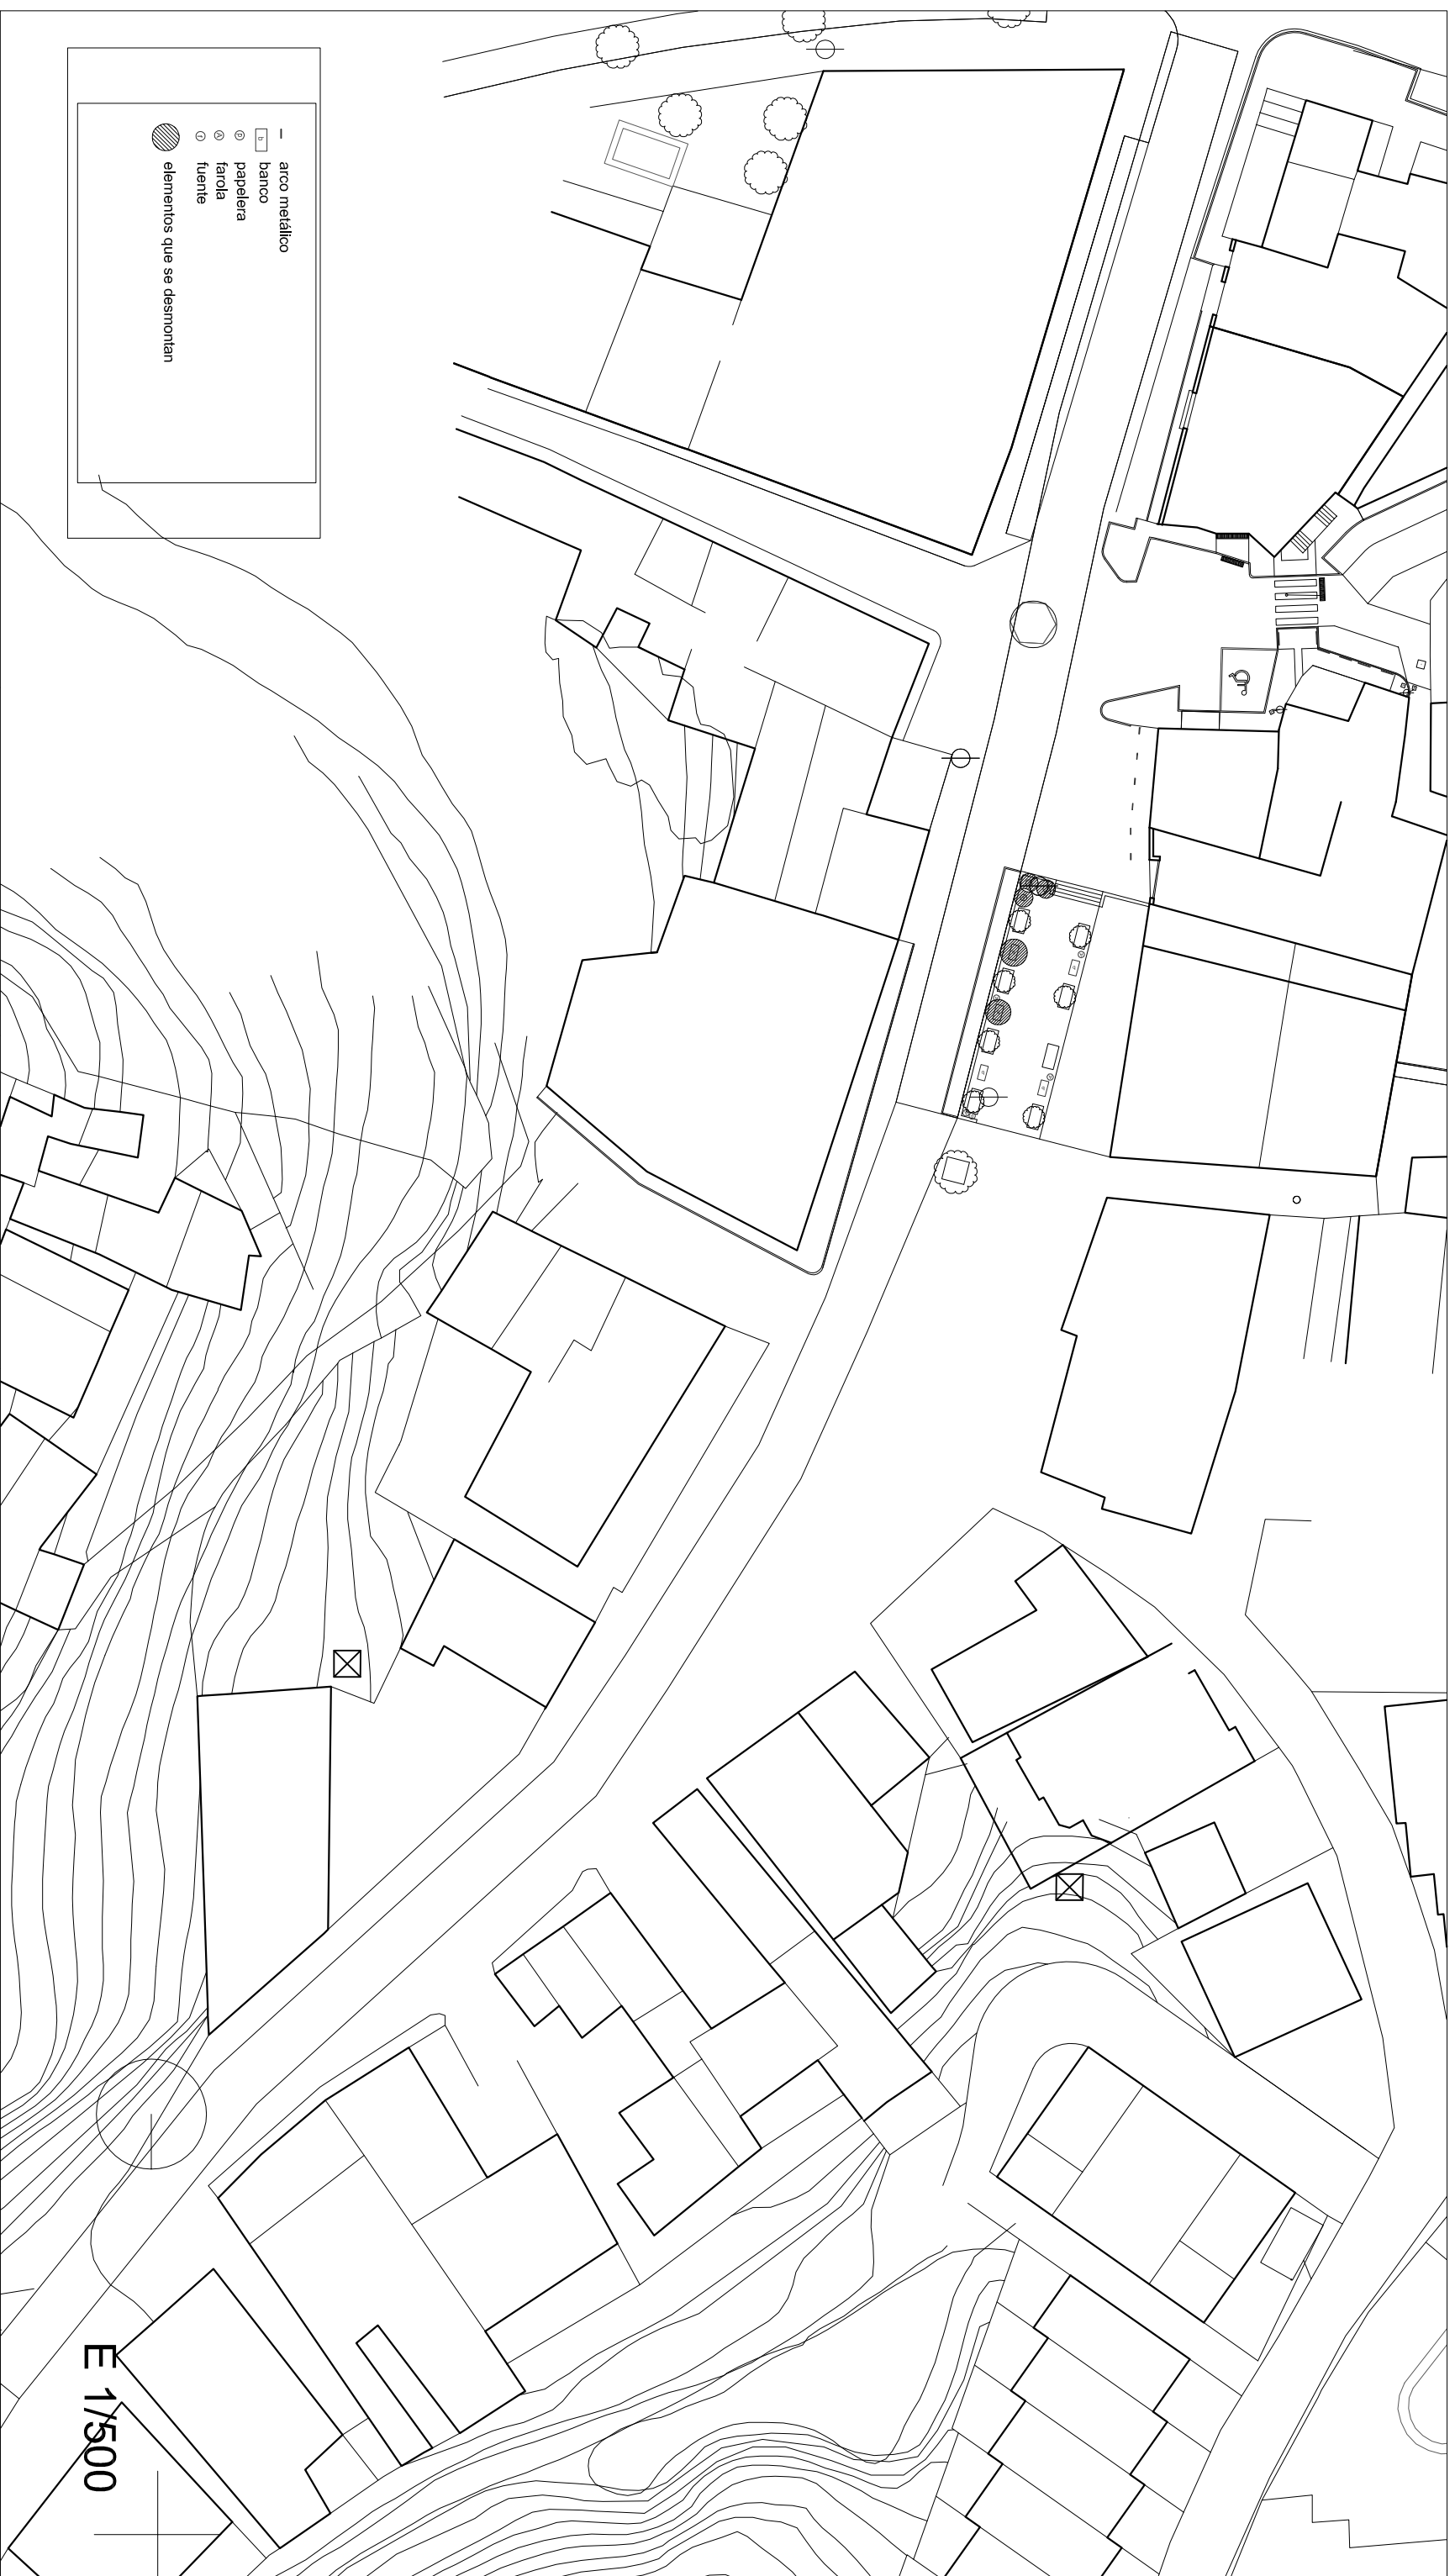 arco metálico
b banco
p papelera
A farola
f fuente
elementos que se desmontan
E 1/500